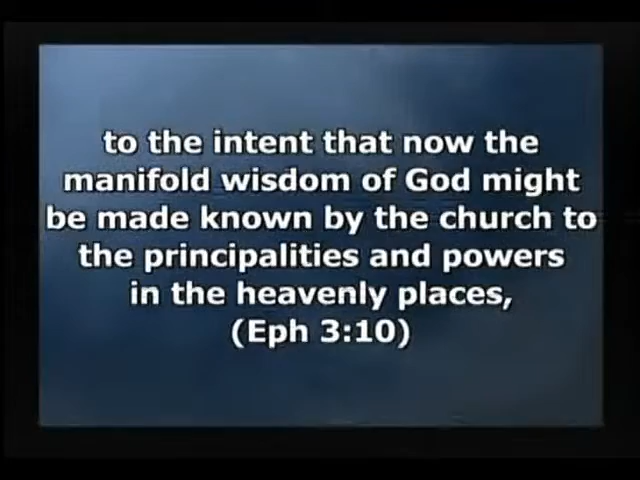 to the intent that now the
manifold wisdom of God might
be made known by the church to
the principalities and powers
in the heavenly places,
(Eph 3:10)